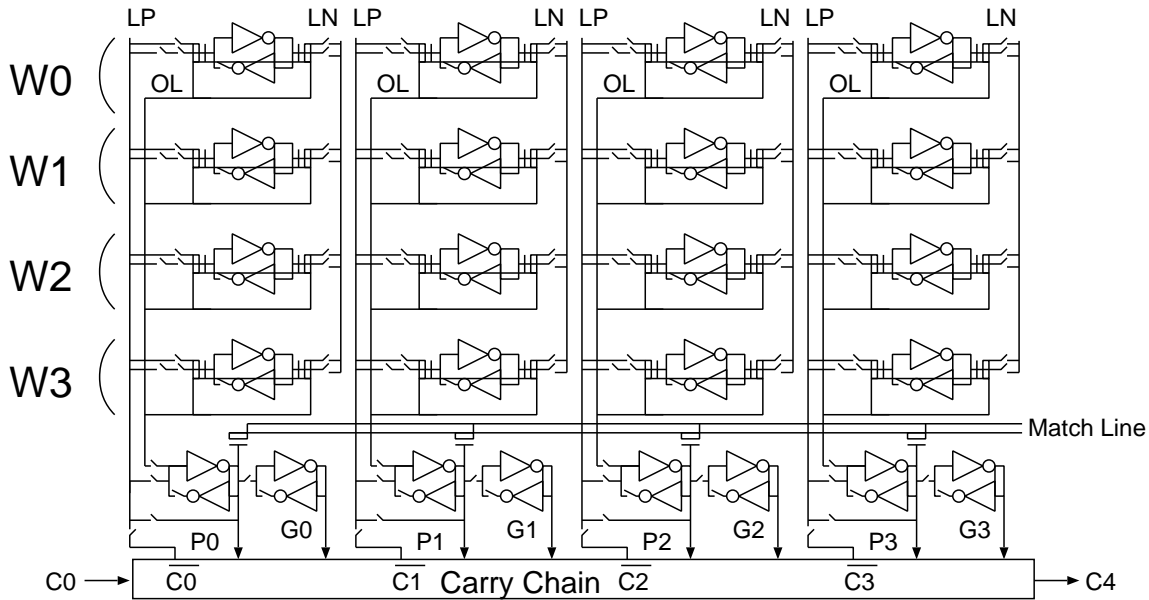 LP LN LP LN LP LN LP LN
W0 OL OL OL OL
W1
W2
W3
Match Line
P0 G0 P1 G1 P2 G2 P3 G3
C0 C0 C1 Carry Chain C2 C3 C4